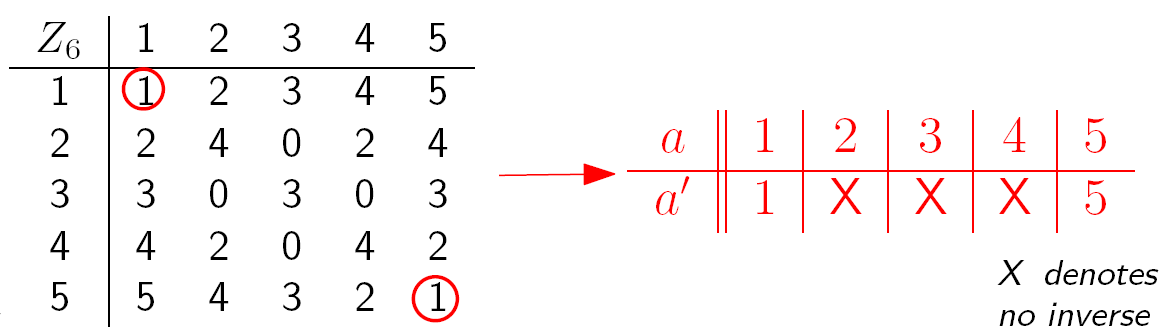 Z₆ 1 2 3 4 5
1 1 2 3 4 5
2 2 4 0 2 4
3 3 0 3 0 3
4 4 2 0 4 2
5 5 4 3 2 1
a 1 2 3 4 5
a′ 1 X X X 5
X denotes
no inverse